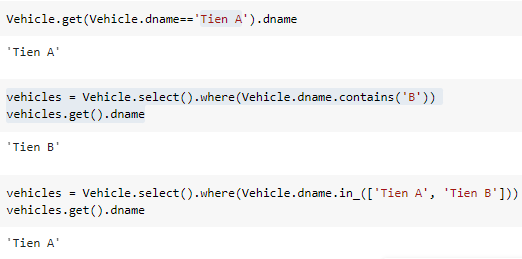 Vehicle.get(Vehicle.dname=='Tien A').dname
'Tien A'
vehicles = Vehicle.select().where(Vehicle.dname.contains('B'))
vehicles.get().dname
'Tien B'
vehicles = Vehicle.select().where(Vehicle.dname.in_(['Tien A', 'Tien B']))
vehicles.get().dname
'Tien A'